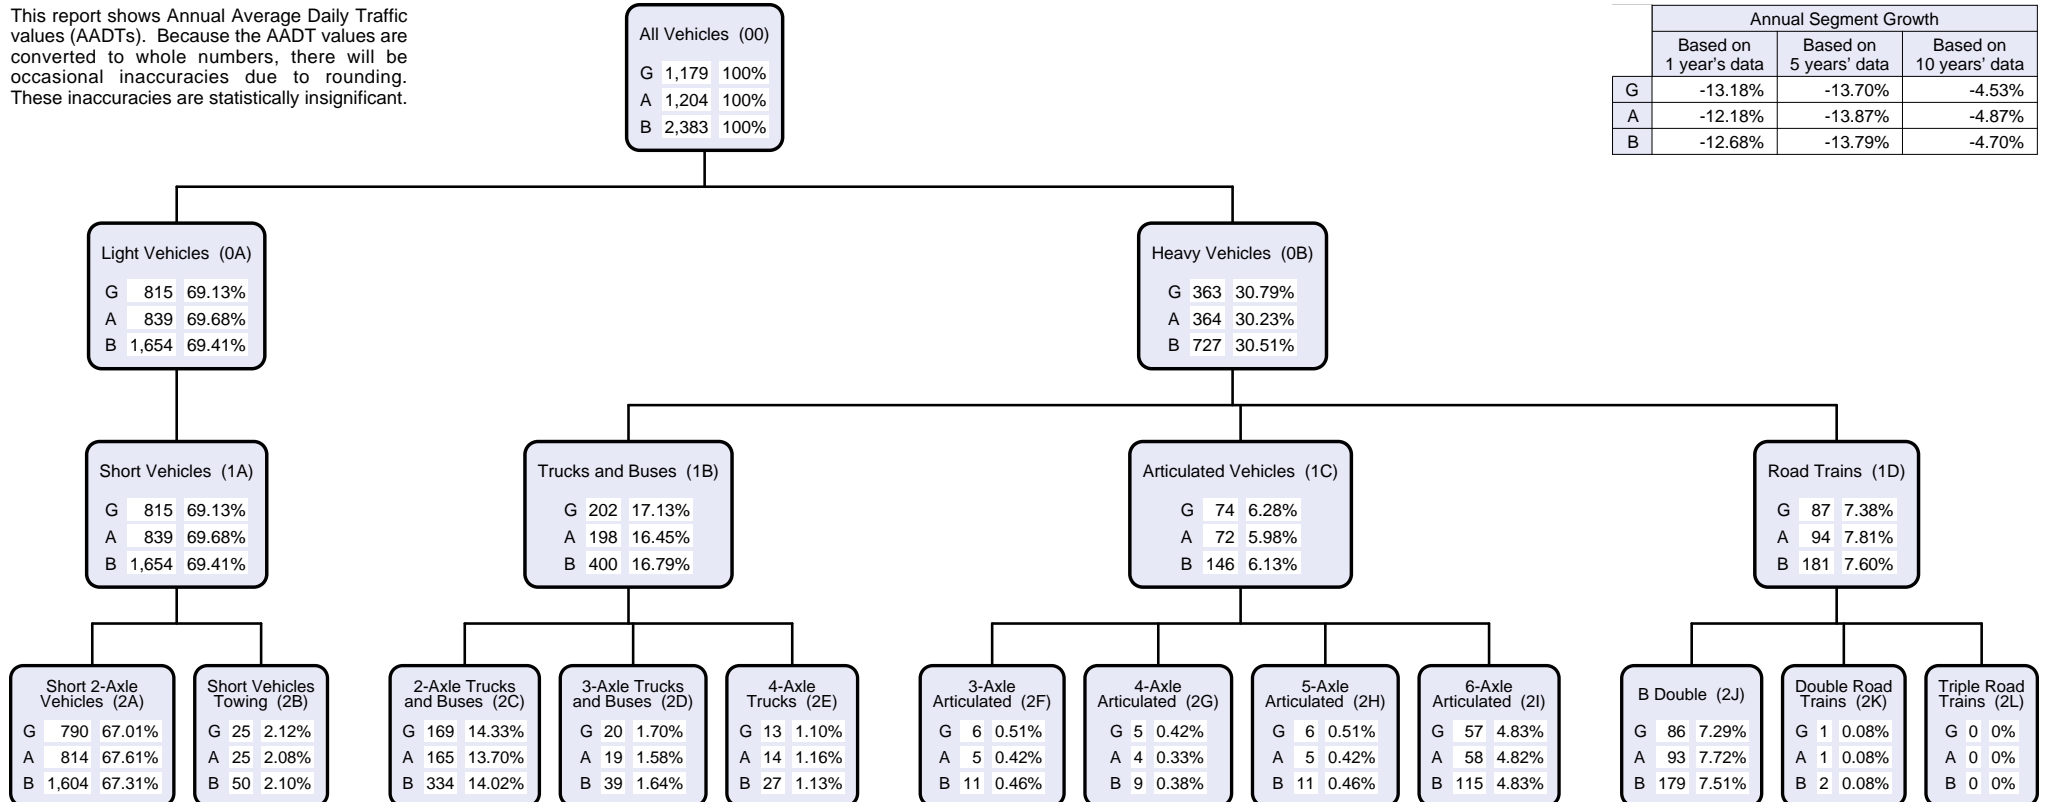 This report shows Annual Average Daily Traffic
values (AADTs). Because the AADT values are
converted to whole numbers, there will be
occasional inaccuracies due to rounding.
These inaccuracies are statistically insignificant.
All Vehicles (00)
G 1,179 100%
A 1,204 100%
B 2,383 100%
Annual Segment Growth
Based on 1 year's data Based on 5 years' data Based on 10 years' data
G -13.18% -13.70% -4.53%
A -12.18% -13.87% -4.87%
B -12.68% -13.79% -4.70%
Light Vehicles (0A)
G 815 69.13%
A 839 69.68%
B 1,654 69.41%
Heavy Vehicles (0B)
G 363 30.79%
A 364 30.23%
B 727 30.51%
Short Vehicles (1A)
G 815 69.13%
A 839 69.68%
B 1,654 69.41%
Trucks and Buses (1B)
G 202 17.13%
A 198 16.45%
B 400 16.79%
Articulated Vehicles (1C)
G 74 6.28%
A 72 5.98%
B 146 6.13%
Road Trains (1D)
G 87 7.38%
A 94 7.81%
B 181 7.60%
Short 2-Axle
Vehicles (2A)
G 790 67.01%
A 814 67.61%
B 1,604 67.31%
Short Vehicles
Towing (2B)
G 25 2.12%
A 25 2.08%
B 50 2.10%
2-Axle Trucks
and Buses (2C)
G 169 14.33%
A 165 13.70%
B 334 14.02%
3-Axle Trucks
and Buses (2D)
G 20 1.70%
A 19 1.58%
B 39 1.64%
4-Axle
Trucks (2E)
G 13 1.10%
A 14 1.16%
B 27 1.13%
3-Axle
Articulated (2F)
G 6 0.51%
A 5 0.42%
B 11 0.46%
4-Axle
Articulated (2G)
G 5 0.42%
A 4 0.33%
B 9 0.38%
5-Axle
Articulated (2H)
G 6 0.51%
A 5 0.42%
B 11 0.46%
6-Axle
Articulated (2I)
G 57 4.83%
A 58 4.82%
B 115 4.83%
B Double (2J)
G 86 7.29%
A 93 7.72%
B 179 7.51%
Double Road
Trains (2K)
G 1 0.08%
A 1 0.08%
B 2 0.08%
Triple Road
Trains (2L)
G 0 0%
A 0 0%
B 0 0%